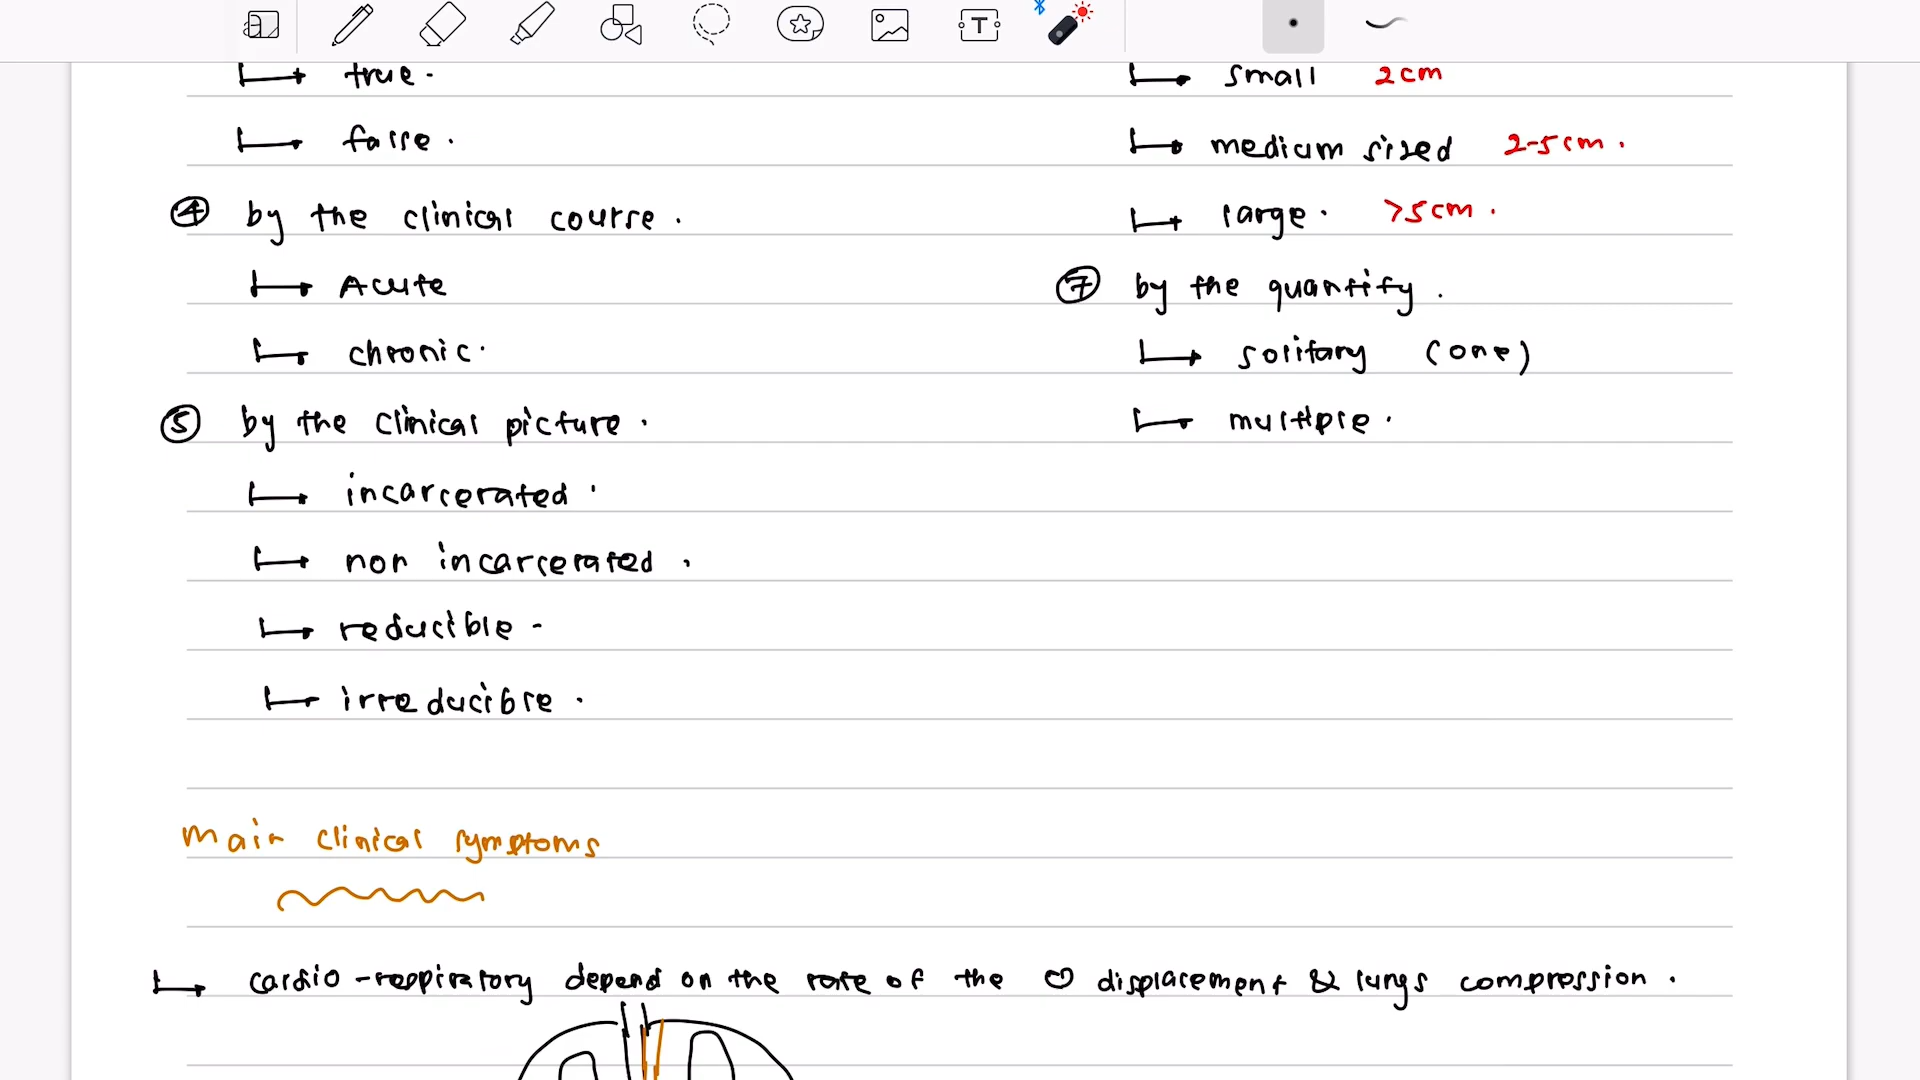 true.
false.
④ by the clinical course.
Acute
chronic.
⑤ by the clinical picture.
incarcerated.
non incarcerated.
reducible-
irreducible.
small 2cm
medium sized 2-5cm.
large. >5cm.
⑦ by the quantity.
solitary (one)
multiple.
main clinical symptoms
cardio-respiratory depend on the rate of the ♡ displacement & lungs compression.